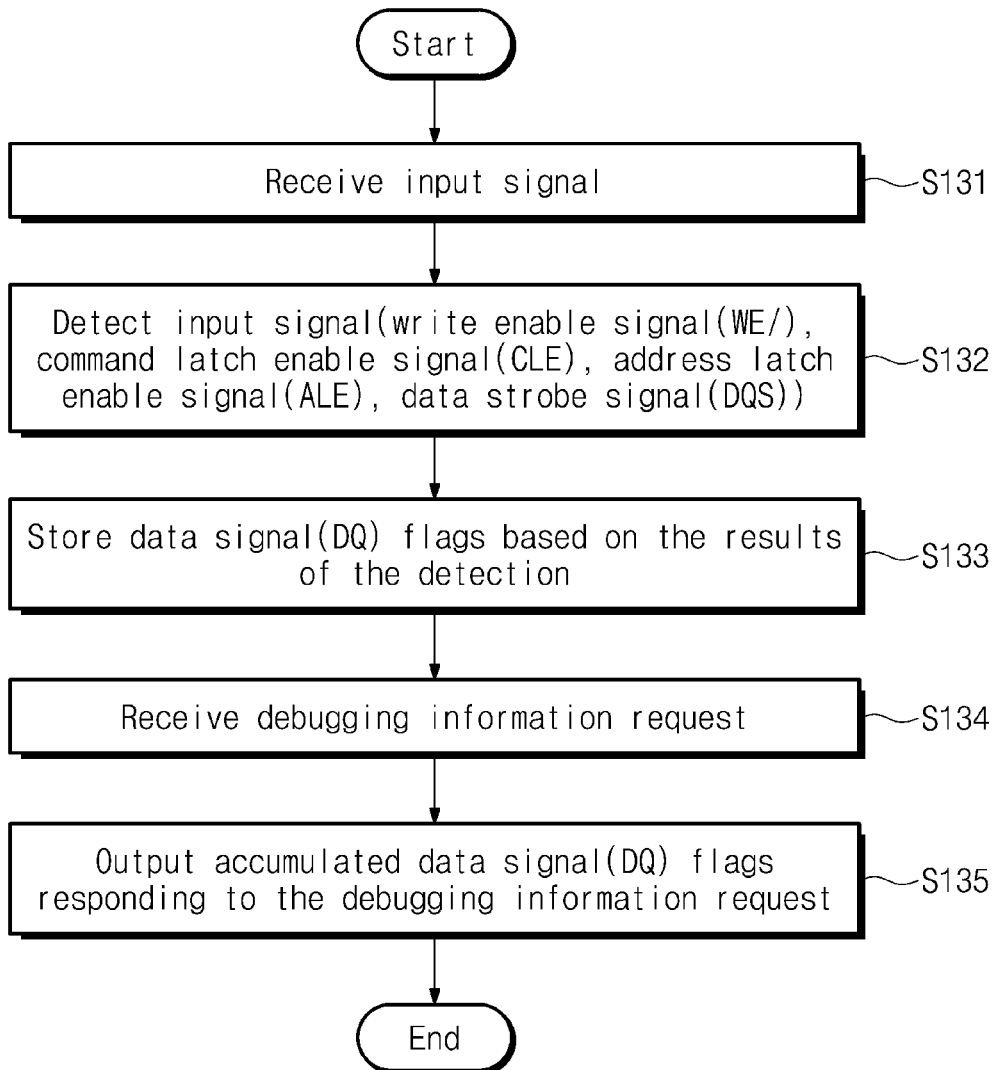 Start
Receive input signal
S131
Detect input signal(write enable signal(WE/),
command latch enable signal(CLE), address latch
enable signal(ALE), data strobe signal(DQS))
S132
Store data signal(DQ) flags based on the results
of the detection
S133
Receive debugging information request
S134
Output accumulated data signal(DQ) flags
responding to the debugging information request
S135
End